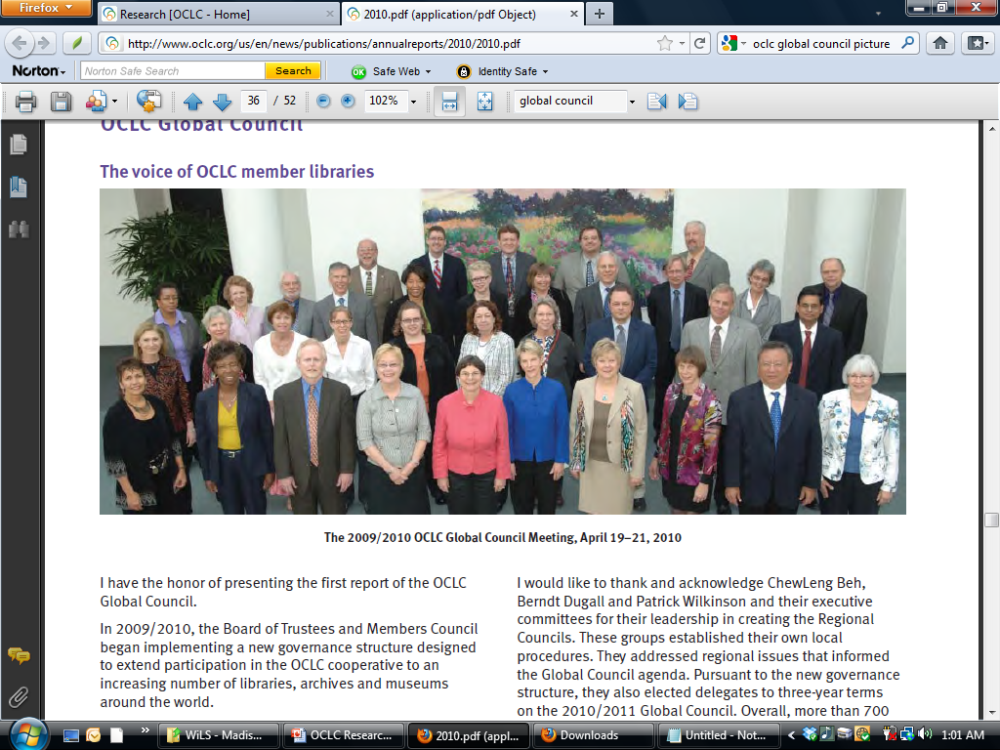 Firefox
Research [OCLC - Home]
2010.pdf (application/pdf Object)
http://www.oclc.org/us/en/news/publications/annualreports/2010/2010.pdf
oclc global council picture
Norton
Norton Safe Search
Search
OK
Safe Web
Identity Safe
36 / 52
102%
global council
OCLC Global Council
The voice of OCLC member libraries
The 2009/2010 OCLC Global Council Meeting, April 19–21, 2010
I have the honor of presenting the first report of the OCLC
Global Council.
In 2009/2010, the Board of Trustees and Members Council
began implementing a new governance structure designed
to extend participation in the OCLC cooperative to an
increasing number of libraries, archives and museums
around the world.
I would like to thank and acknowledge ChewLeng Beh,
Berndt Dugall and Patrick Wilkinson and their executive
committees for their leadership in creating the Regional
Councils. These groups established their own local
procedures. They addressed regional issues that informed
the Global Council agenda. Pursuant to the new governance
structure, they also elected delegates to three-year terms
on the 2010/2011 Global Council. Overall, more than 700
WiLS - Madis...
OCLC Researc...
2010.pdf (appl...
Downloads
Untitled - Not...
1:01 AM